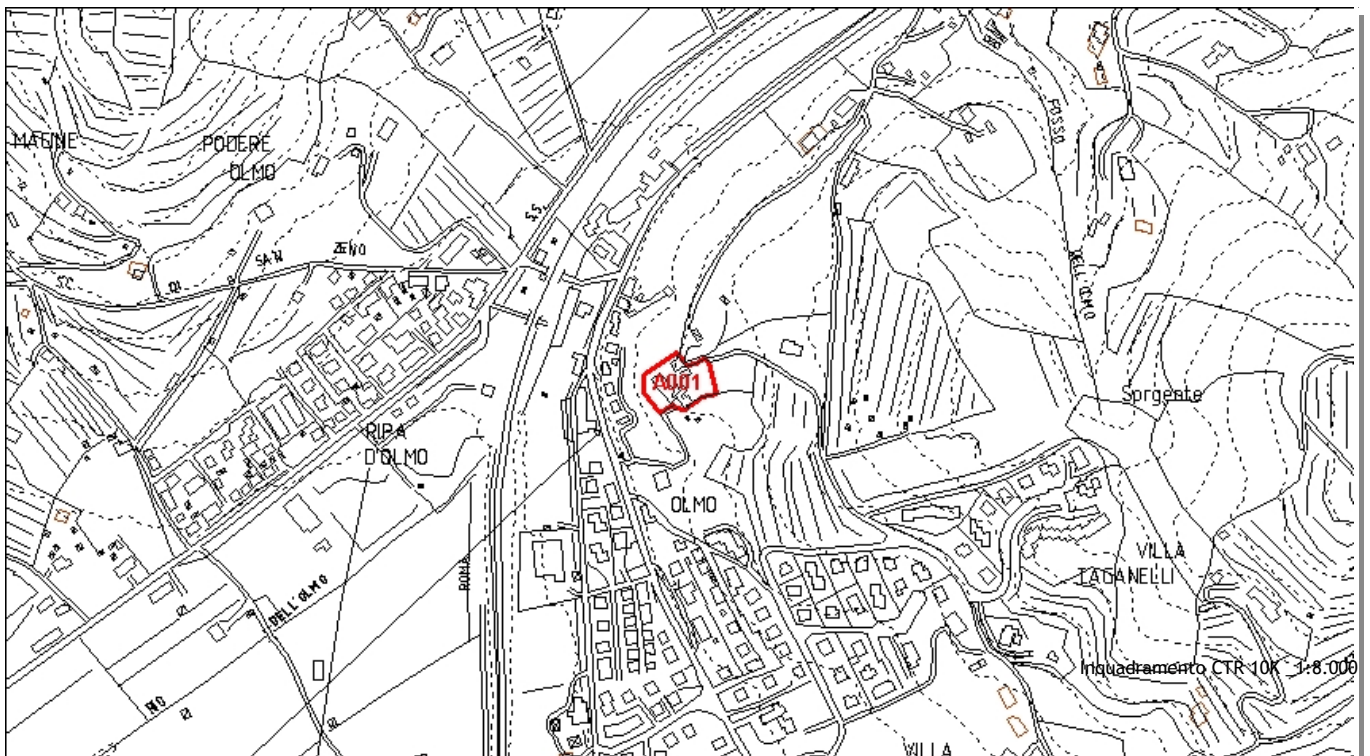 MAGINE
PODERE
OLMO
FOSSO
DELL'OLMO
S.S.
S.C. DI SAN ZENO
A001
Sorgente
RIPA
D'OLMO
OLMO
ROMA
DELL'OLMO
VILLA
TAGANELLI
Inquadramento CTR 10K 1:8.000
VILLA